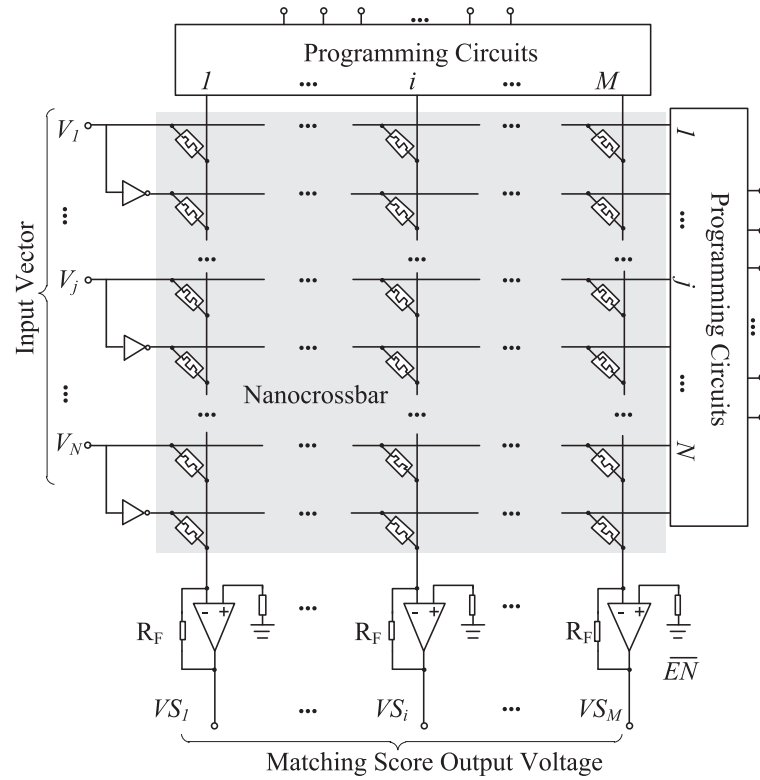 ...
Programming Circuits
1 ... i ... M
V1 ... ... 1
... ... ... ...
... ... ...
Vj ... ... j
... ...
... Nanocrossbar ...
... ... ...
VN ... ... N
... ...
Input Vector
Programming Circuits
...
- + ... - + ... - +
RF RF RF
EN
VS1 ... VSi ... VSM
Matching Score Output Voltage